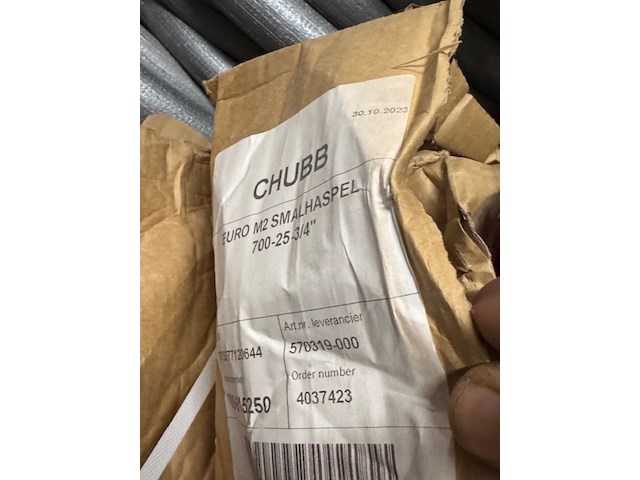 30.10.2023
CHUBB
EURO M2 SMALHASPEL
700-25-3/4"
Art.nr. leverancier
570319-000
Order number
4037423